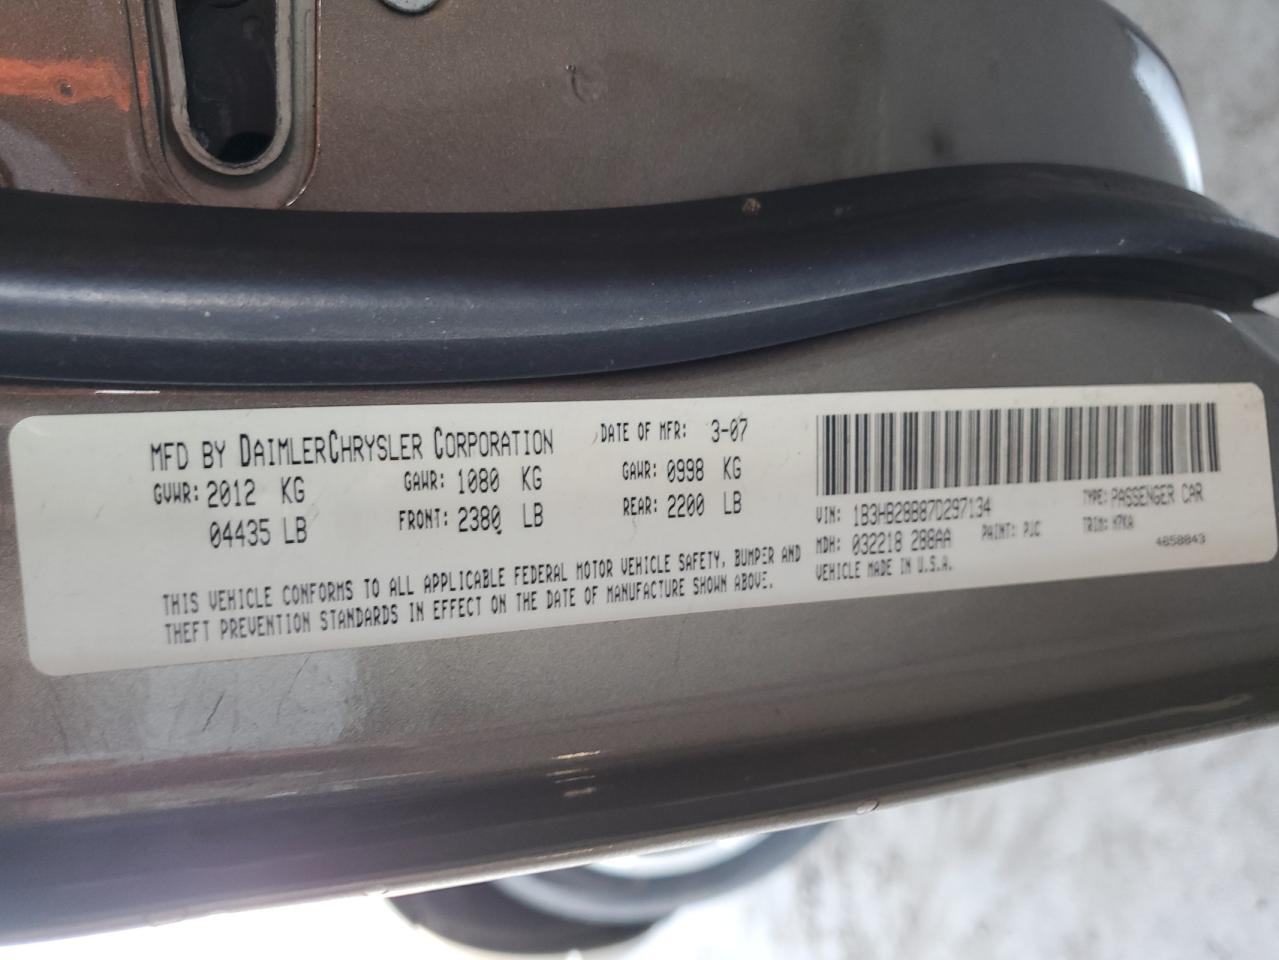 MFD BY DAIMLERCHRYSLER CORPORATION DATE OF MFR: 3-07
GVWR: 2012 KG GAWR: 1080 KG GAWR: 0998 KG
04435 LB FRONT: 2380 LB REAR: 2200 LB
THIS VEHICLE CONFORMS TO ALL APPLICABLE FEDERAL MOTOR VEHICLE SAFETY, BUMPER AND
THEFT PREVENTION STANDARDS IN EFFECT ON THE DATE OF MANUFACTURE SHOWN ABOVE.
VIN: 1B3HB28B87D297134 TYPE: PASSENGER CAR
MDH: 032218 288AA PAINT: PJC TRIM: H7KA
VEHICLE MADE IN U.S.A. 4658843